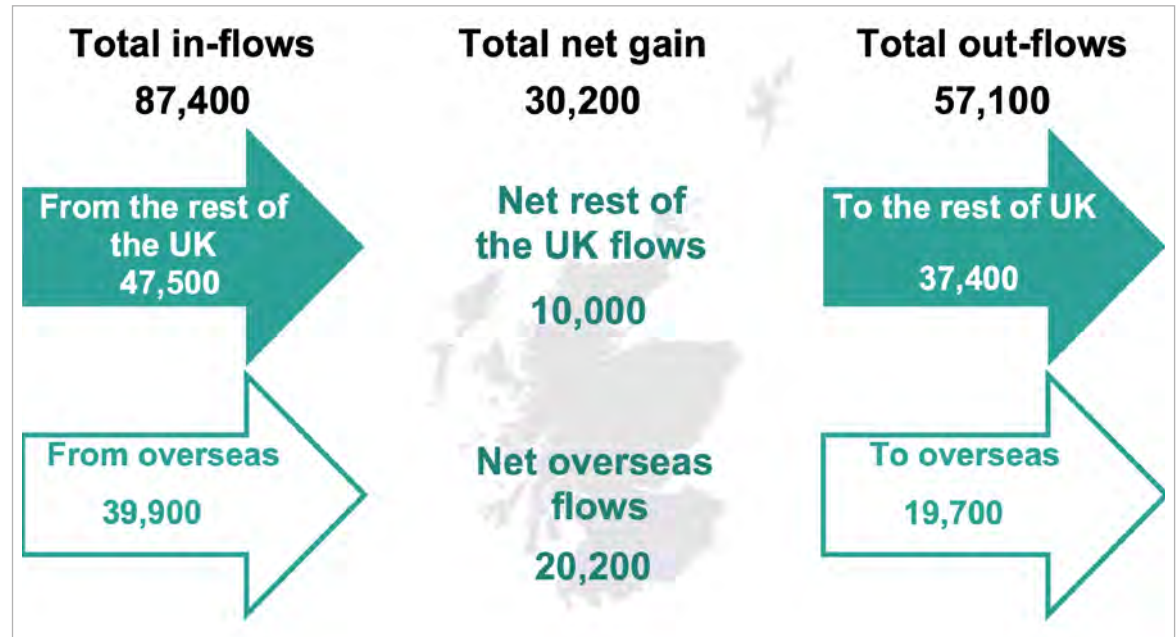 Total in-flows
87,400
From the rest of
the UK
47,500
From overseas
39,900
Total net gain
30,200
Net rest of
the UK flows
10,000
Net overseas
flows
20,200
Total out-flows
57,100
To the rest of UK
37,400
To overseas
19,700